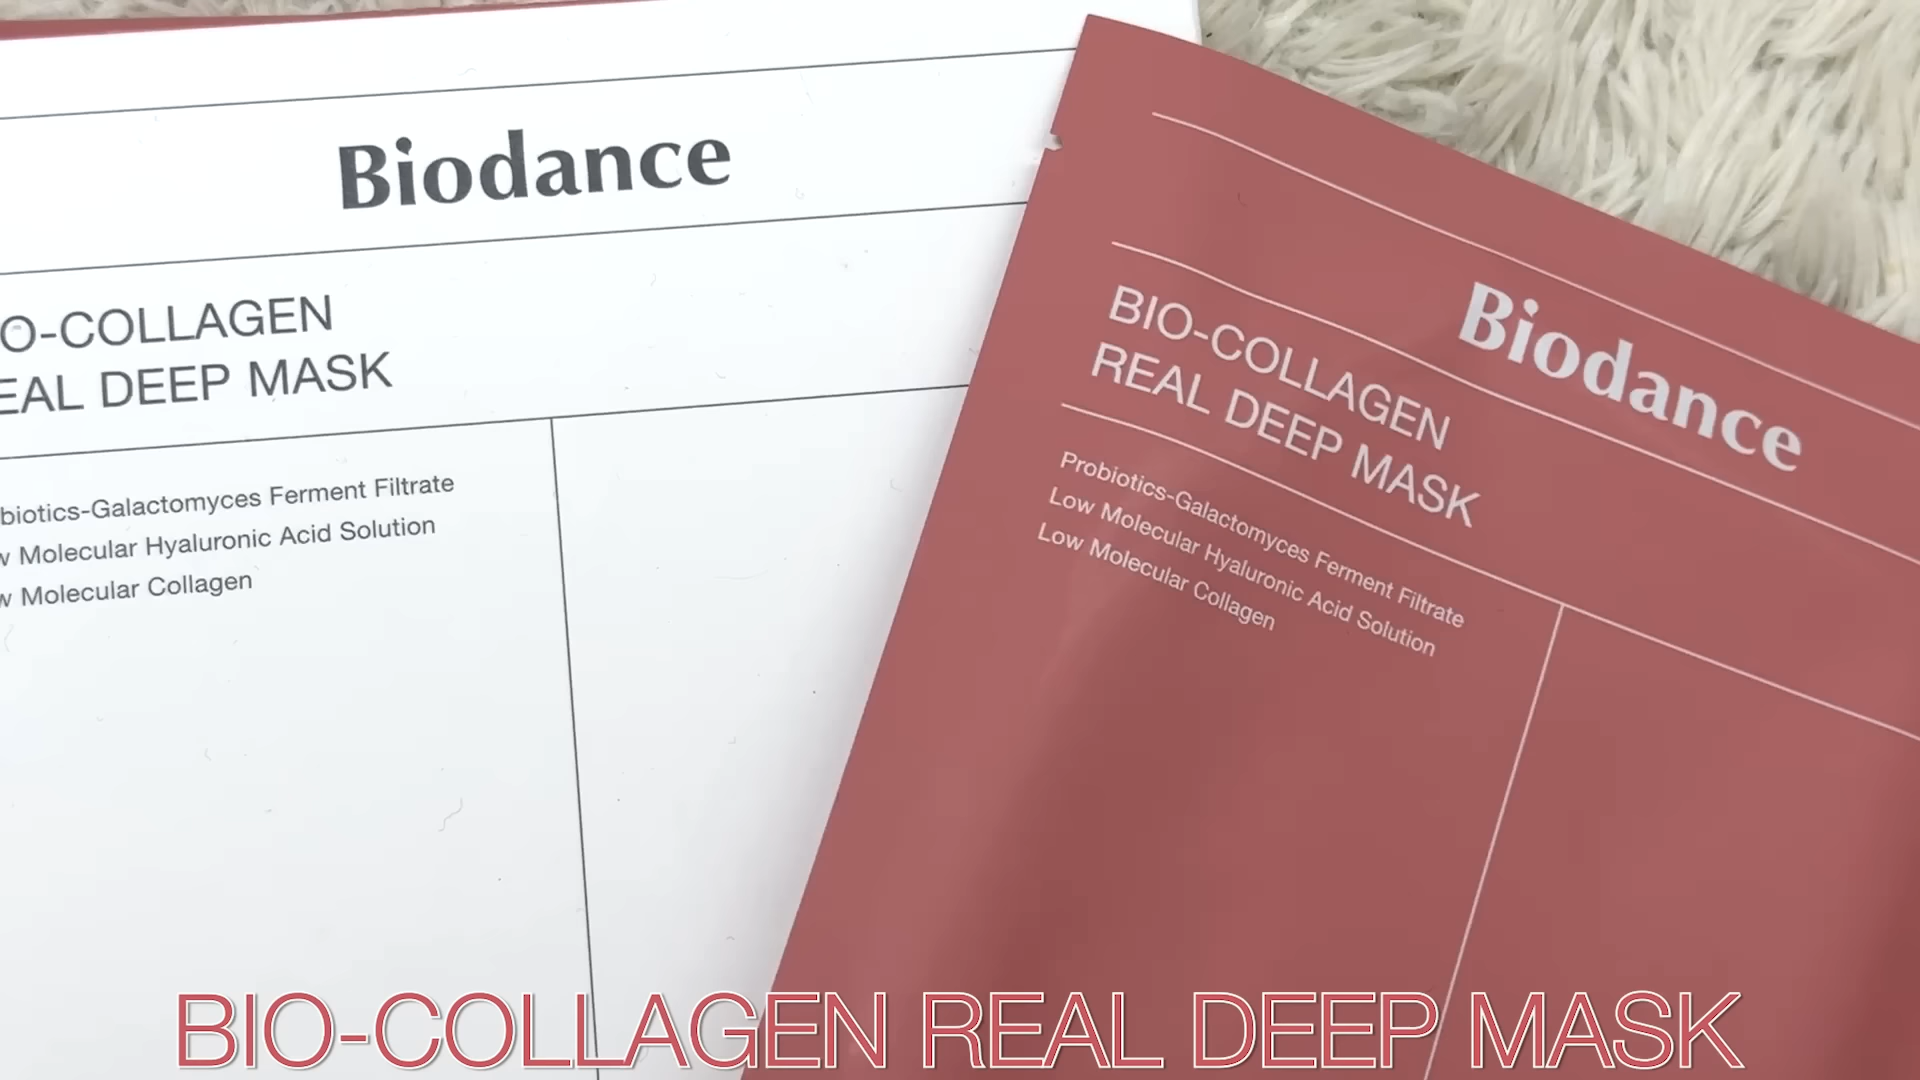 Biodance
O-COLLAGEN
EAL DEEP MASK
biotics-Galactomyces Ferment Filtrate
w Molecular Hyaluronic Acid Solution
w Molecular Collagen
Biodance
BIO-COLLAGEN
REAL DEEP MASK
Probiotics-Galactomyces Ferment Filtrate
Low Molecular Hyaluronic Acid Solution
Low Molecular Collagen
BIO-COLLAGEN REAL DEEP MASK